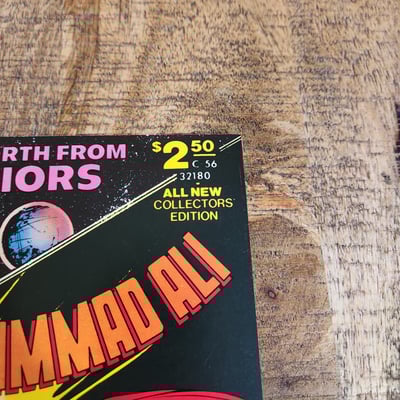 RTH FROM
IORS
$2.50
C 56
32180
ALL NEW
COLLECTORS'
EDITION
MMAD ALI